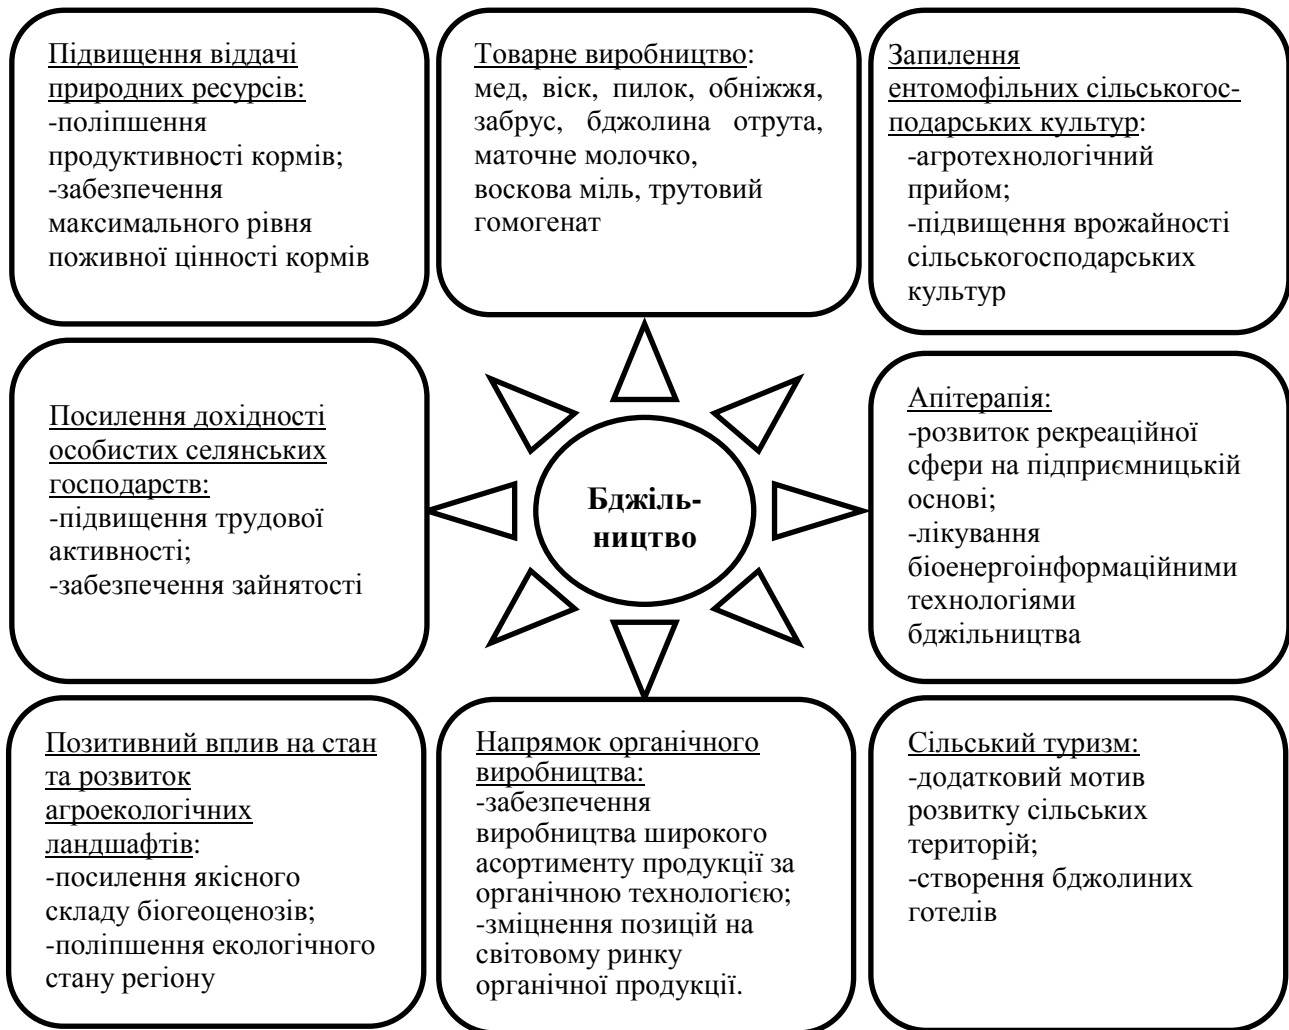 Підвищення віддачі
природних ресурсів:
-поліпшення
продуктивності кормів;
-забезпечення
максимального рівня
поживної цінності кормів
Товарне виробництво:
мед, віск, пилок, обніжжя,
забрус, бджолина отрута,
маточне молочко,
воскова міль, трутовий
гомогенат
Запилення
ентомофільних сільськогос-
подарських культур:
-агротехнологічний
прийом;
-підвищення врожайності
сільськогосподарських
культур
Посилення дохідності
особистих селянських
господарств:
-підвищення трудової
активності;
-забезпечення зайнятості
Бджіль-
ництво
Апітерапія:
-розвиток рекреаційної
сфери на підприємницькій
основі;
-лікування
біоенергоінформаційними
технологіями
бджільництва
Позитивний вплив на стан
та розвиток
агроекологічних
ландшафтів:
-посилення якісного
складу біогеоценозів;
-поліпшення екологічного
стану регіону
Напрямок органічного
виробництва:
-забезпечення
виробництва широкого
асортименту продукції за
органічною технологією;
-зміцнення позицій на
світовому ринку
органічної продукції.
Сільський туризм:
-додатковий мотив
розвитку сільських
територій;
-створення бджолиних
готелів